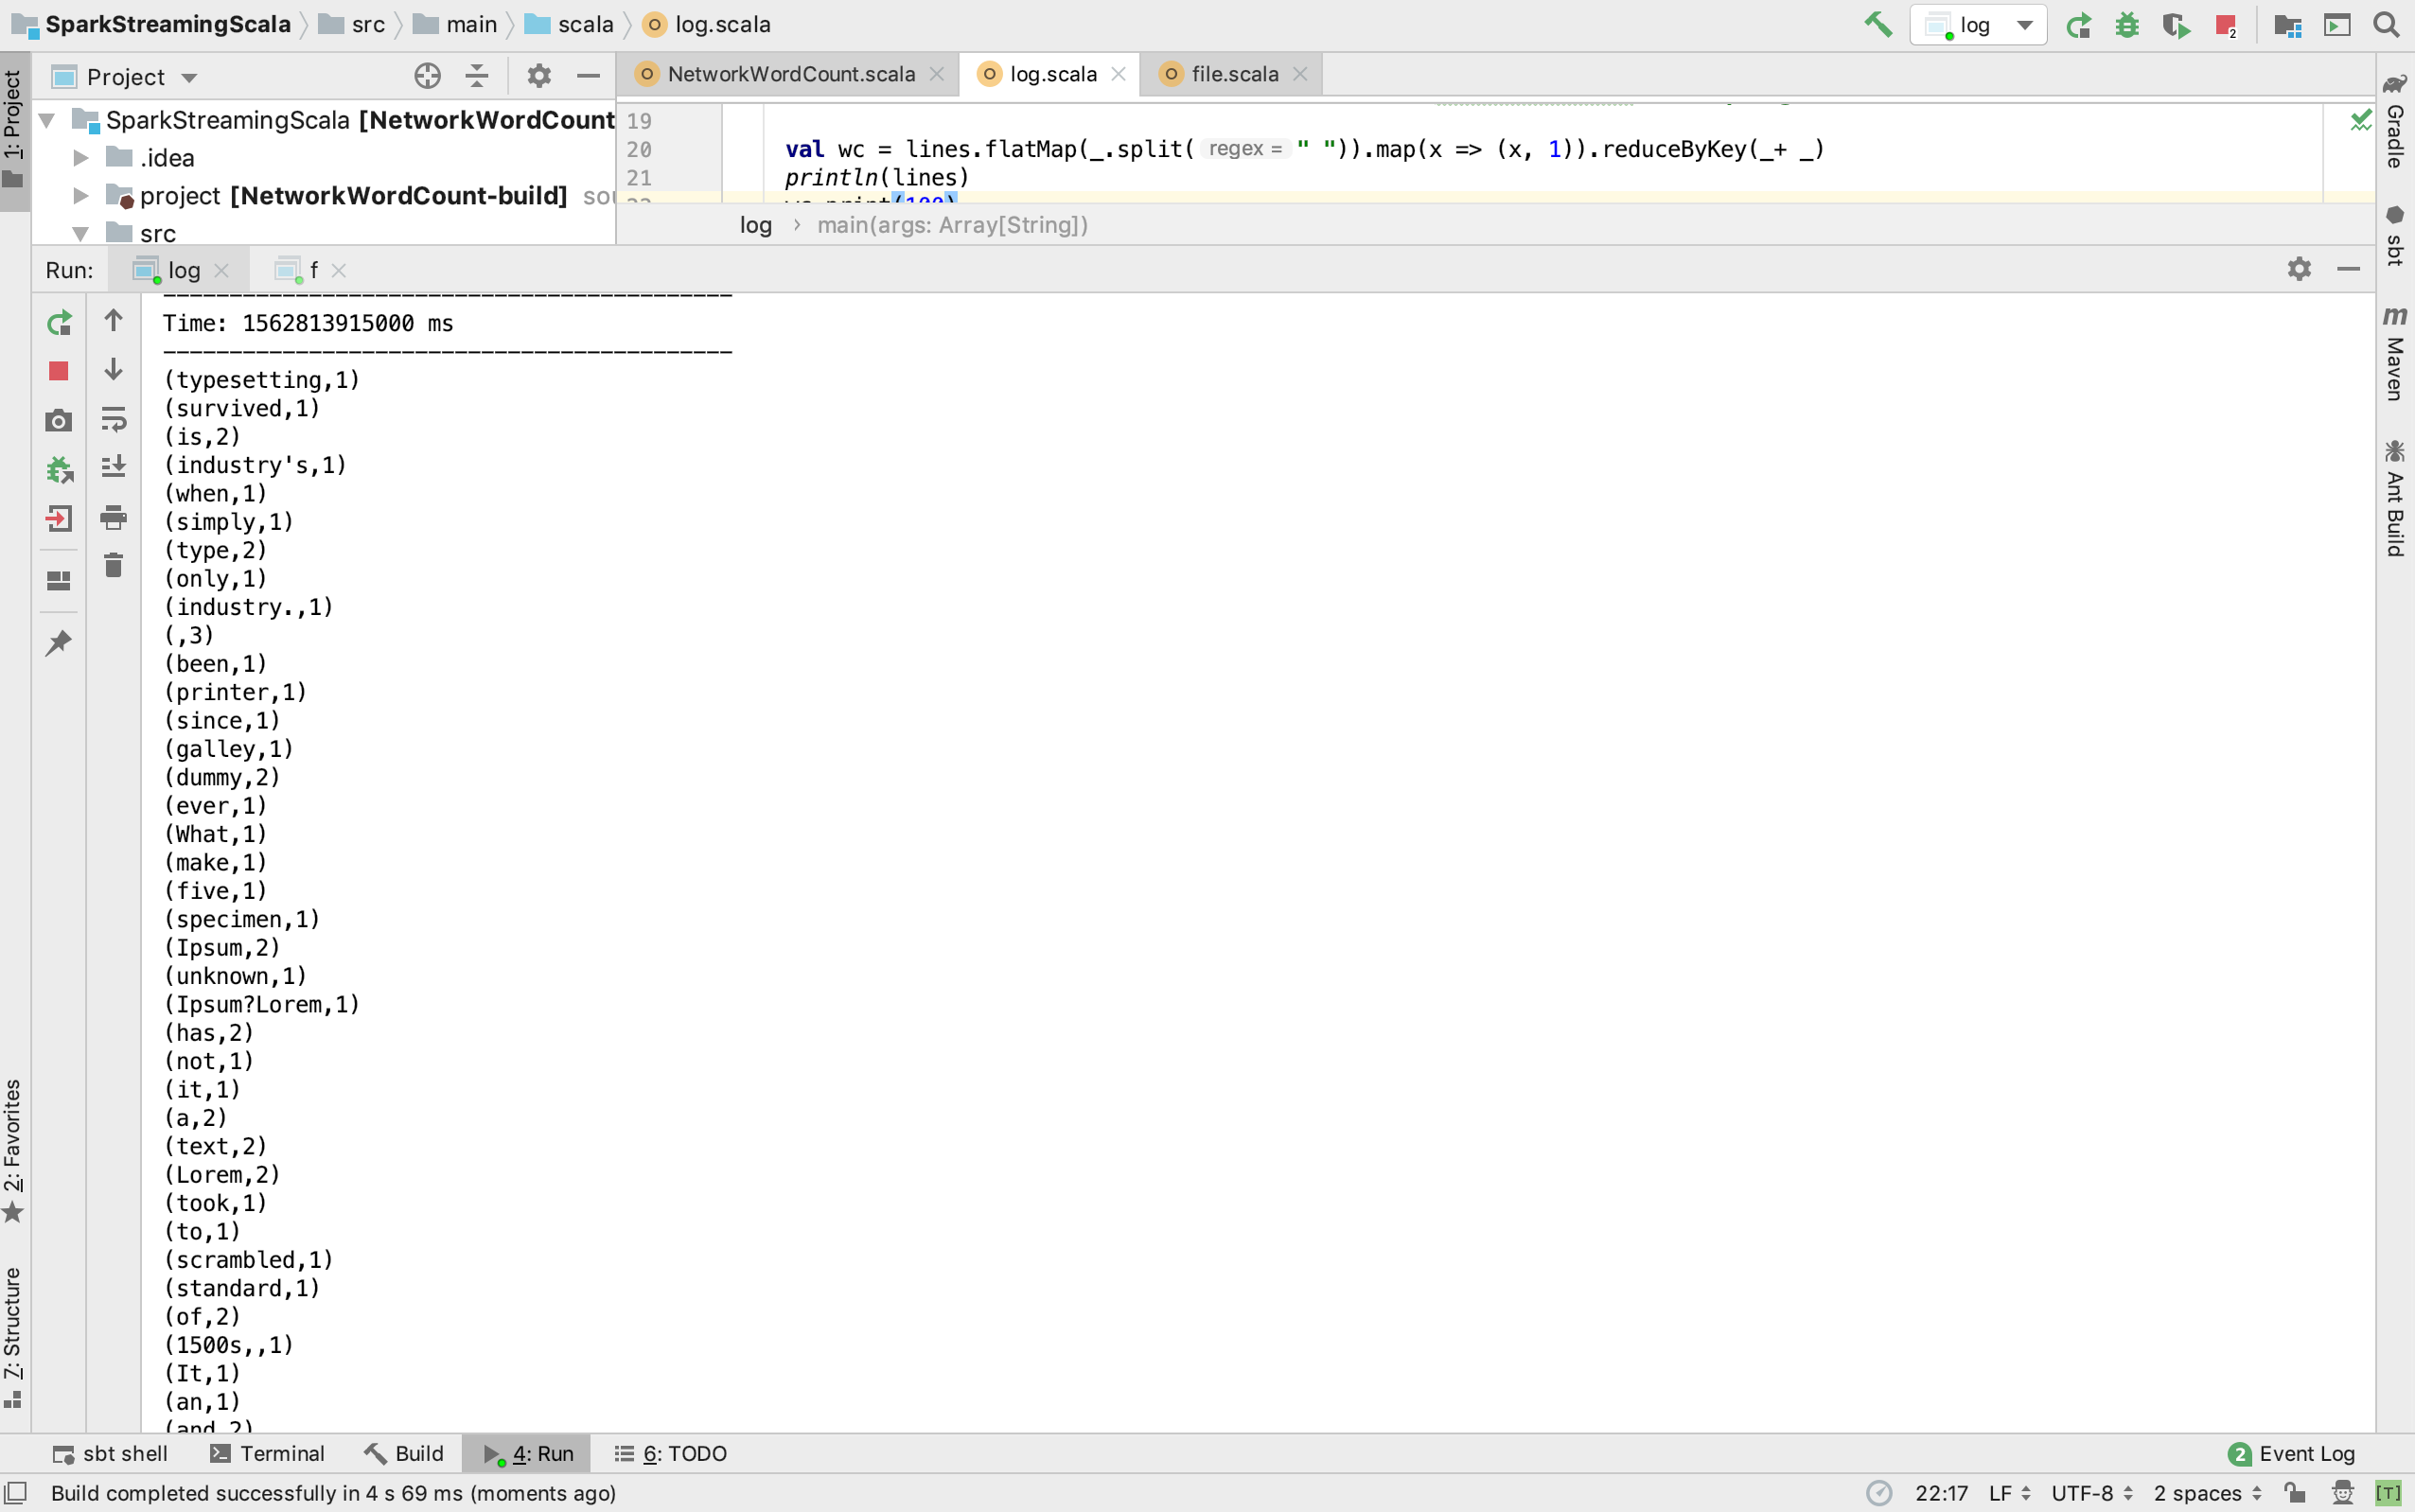 SparkStreamingScala src main scala log.scala log 2
Project NetworkWordCount.scala log.scala file.scala
SparkStreamingScala [NetworkWordCount
.idea
project [NetworkWordCount-build] sou
src
19
20 val wc = lines.flatMap(_.split( regex = " ")).map(x => (x, 1)).reduceByKey(_+ _)
21 println(lines)
22 wc.print(100)
log › main(args: Array[String])
Run: log f
-------------------------------------------
Time: 1562813915000 ms
-------------------------------------------
(typesetting,1)
(survived,1)
(is,2)
(industry's,1)
(when,1)
(simply,1)
(type,2)
(only,1)
(industry.,1)
(,3)
(been,1)
(printer,1)
(since,1)
(galley,1)
(dummy,2)
(ever,1)
(What,1)
(make,1)
(five,1)
(specimen,1)
(Ipsum,2)
(unknown,1)
(Ipsum?Lorem,1)
(has,2)
(not,1)
(it,1)
(a,2)
(text,2)
(Lorem,2)
(took,1)
(to,1)
(scrambled,1)
(standard,1)
(of,2)
(1500s,,1)
(It,1)
(an,1)
(and,2)
1: Project
2: Favorites
7: Structure
Gradle
sbt
m Maven
Ant Build
sbt shell Terminal Build 4: Run 6: TODO 2 Event Log
Build completed successfully in 4 s 69 ms (moments ago) 22:17 LF UTF-8 2 spaces [T]